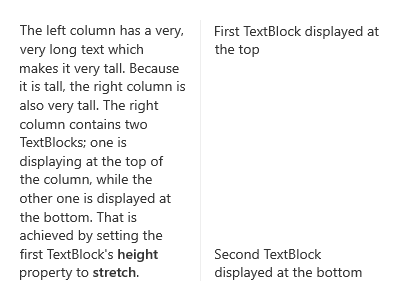 The left column has a very,
very long text which
makes it very tall. Because
it is tall, the right column is
also very tall. The right
column contains two
TextBlocks; one is
displaying at the top of
the column, while the
other one is displayed at
the bottom. That is
achieved by setting the
first TextBlock's height
property to stretch.
First TextBlock displayed at
the top
Second TextBlock
displayed at the bottom